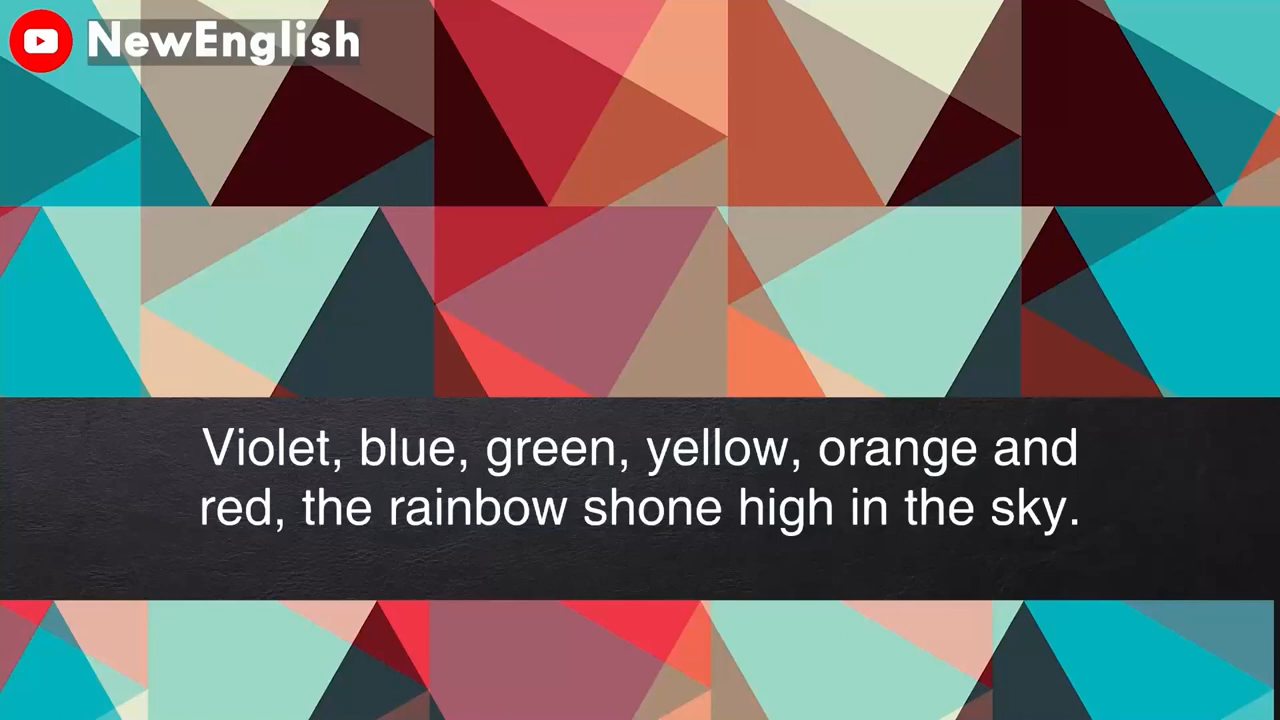 NewEnglish
Violet, blue, green, yellow, orange and
red, the rainbow shone high in the sky.